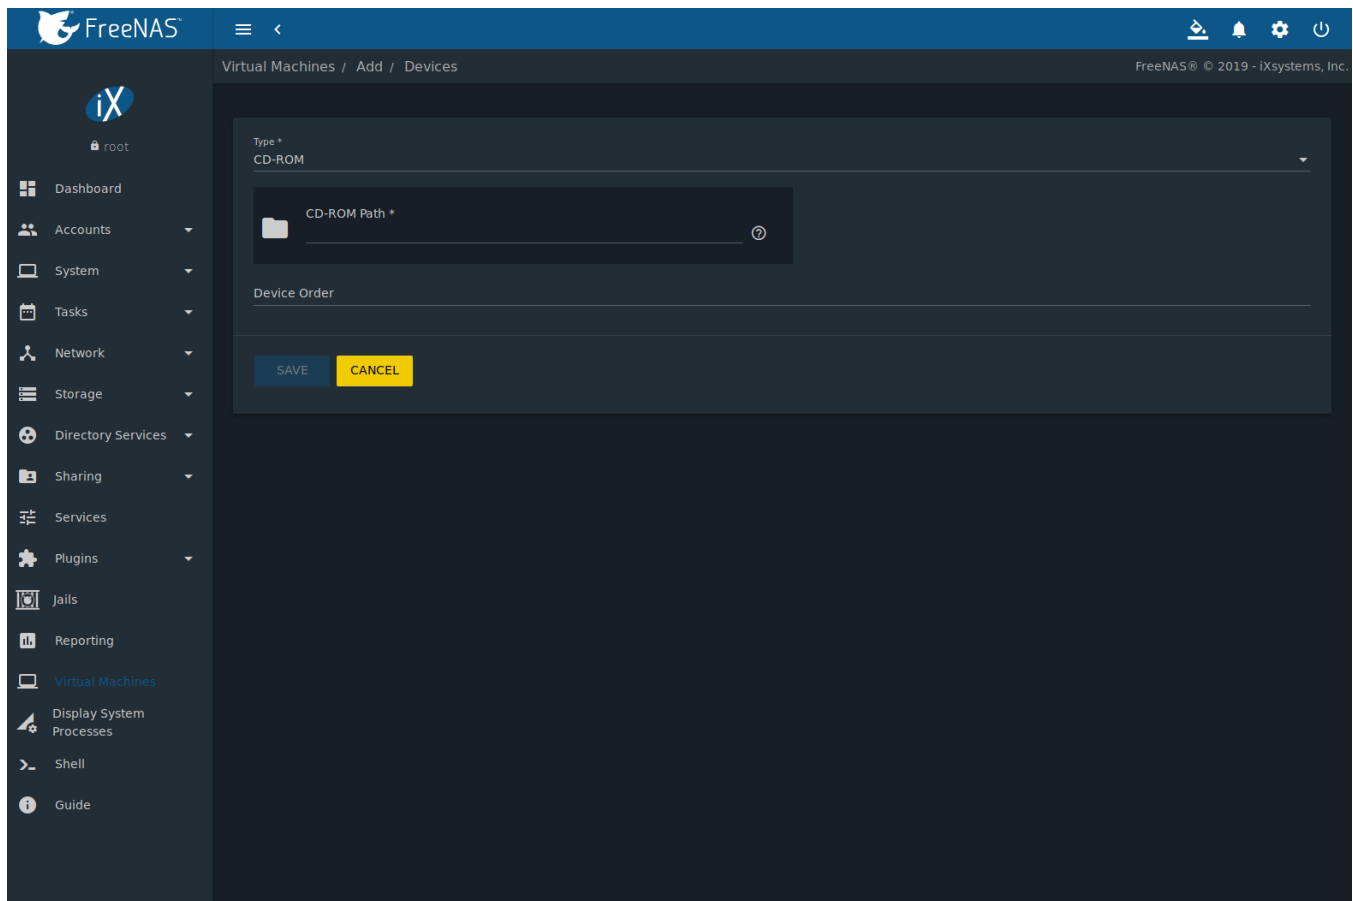 FreeNAS™
Virtual Machines / Add / Devices
FreeNAS® © 2019 - iXsystems, Inc.
iX
root
Dashboard
Accounts
System
Tasks
Network
Storage
Directory Services
Sharing
Services
Plugins
Jails
Reporting
Virtual Machines
Display System
Processes
Shell
Guide
Type *
CD-ROM
CD-ROM Path *
Device Order
SAVE
CANCEL